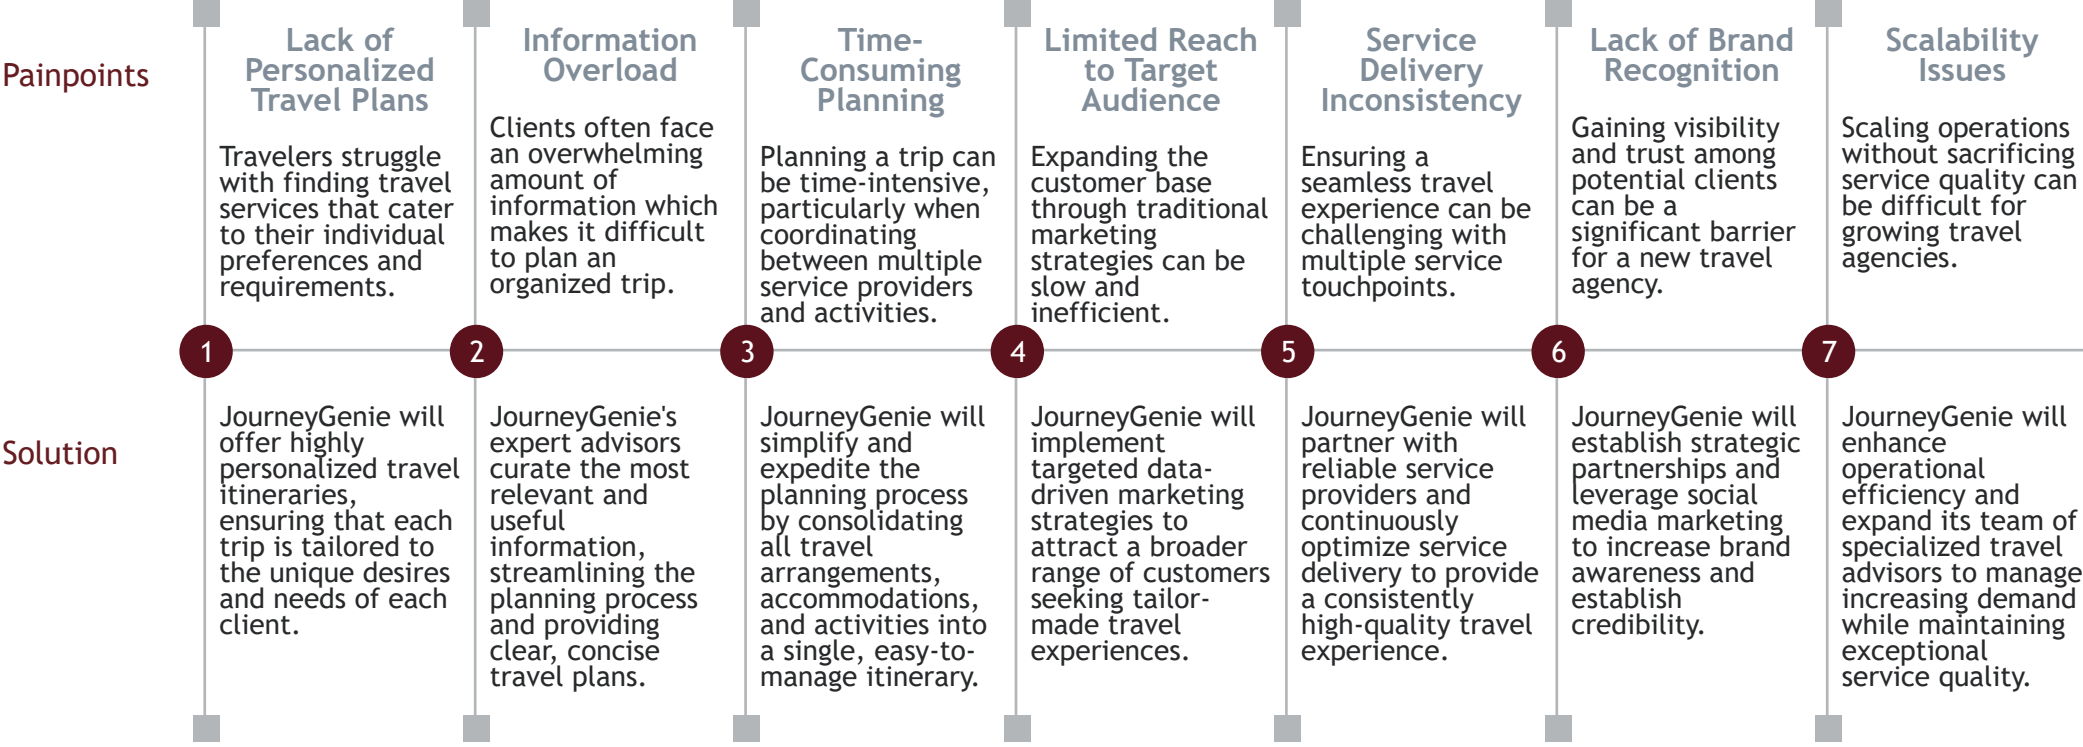 Painpoints
Lack of
Personalized
Travel Plans
Travelers struggle
with finding travel
services that cater
to their individual
preferences and
requirements.
Information
Overload
Clients often face
an overwhelming
amount of
information which
makes it difficult
to plan an
organized trip.
Time-
Consuming
Planning
Planning a trip can
be time-intensive,
particularly when
coordinating
between multiple
service providers
and activities.
Limited Reach
to Target
Audience
Expanding the
customer base
through traditional
marketing
strategies can be
slow and
inefficient.
Service
Delivery
Inconsistency
Ensuring a
seamless travel
experience can be
challenging with
multiple service
touchpoints.
Lack of Brand
Recognition
Gaining visibility
and trust among
potential clients
can be a
significant barrier
for a new travel
agency.
Scalability
Issues
Scaling operations
without sacrificing
service quality can
be difficult for
growing travel
agencies.
1
2
3
4
5
6
7
Solution
JourneyGenie will
offer highly
personalized travel
itineraries,
ensuring that each
trip is tailored to
the unique desires
and needs of each
client.
JourneyGenie's
expert advisors
curate the most
relevant and
useful
information,
streamlining the
planning process
and providing
clear, concise
travel plans.
JourneyGenie will
simplify and
expedite the
planning process
by consolidating
all travel
arrangements,
accommodations,
and activities into
a single, easy-to-
manage itinerary.
JourneyGenie will
implement
targeted data-
driven marketing
strategies to
attract a broader
range of customers
seeking tailor-
made travel
experiences.
JourneyGenie will
partner with
reliable service
providers and
continuously
optimize service
delivery to provide
a consistently
high-quality travel
experience.
JourneyGenie will
establish strategic
partnerships and
leverage social
media marketing
to increase brand
awareness and
establish
credibility.
JourneyGenie will
enhance
operational
efficiency and
expand its team of
specialized travel
advisors to manage
increasing demand
while maintaining
exceptional
service quality.